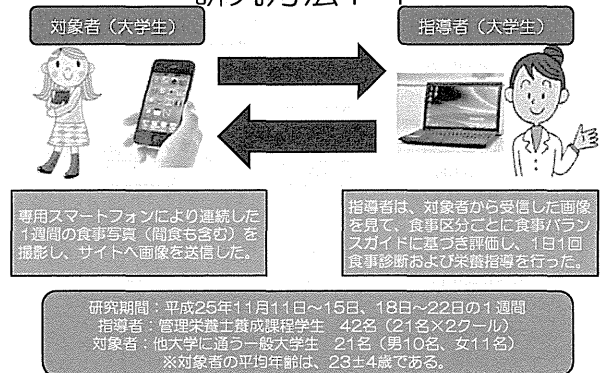 対象者（大学生）
指導者（大学生）
専用スマートフォンにより連続した
1週間の食事写真（間食も含む）を
撮影し、サイトへ画像を送信した。
指導者は、対象者から受信した画像
を見て、食事区分ごとに食事バラン
スガイドに基づき評価し、1日1回
食事診断および栄養指導を行った。
研究期間：平成25年11月11日～15日、18日～22日の1週間
指導者：管理栄養士養成課程学生　42名（21名×2クール）
対象者：他大学に通う一般大学生　21名（男10名、女11名）
※対象者の平均年齢は、23±4歳である。